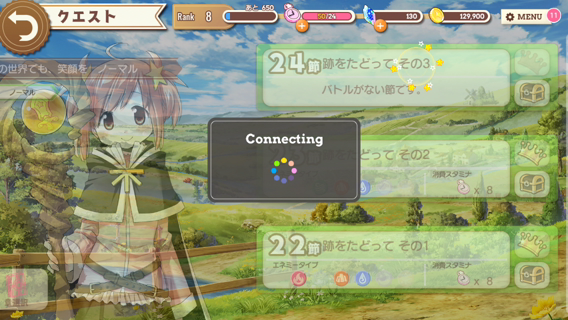 クエスト
Rank 8
あと 650
50/24
130
129,900
MENU
11
の世界でも、笑顔を ノーマル
ノーマル
24節 跡をたどって その3
バトルがない節です。
Connecting
跡をたどって その2
消費スタミナ
x 8
22節 跡をたどって その1
エネミータイプ
消費スタミナ
x 8